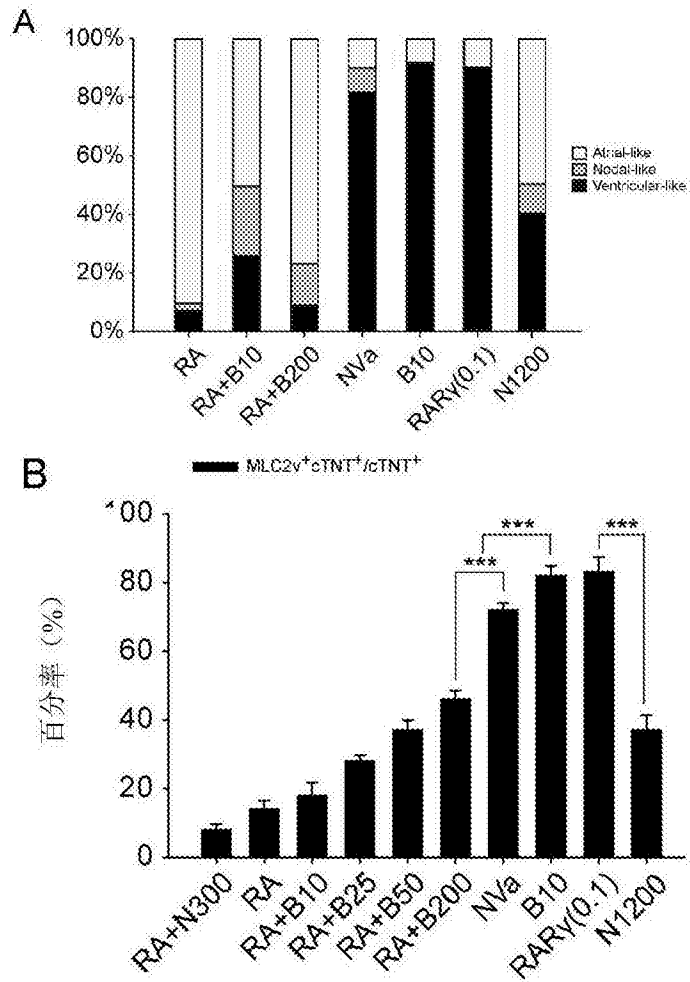 A
100%
80%
60%
40%
20%
0%
Atrial-like
Nodal-like
Ventricular-like
RA
RA+B10
RA+B200
NVa
B10
RARγ(0.1)
N1200
B
MLC2v⁺cTNT⁺/cTNT⁺
百分率（%）
100
80
60
40
20
0
***
***
***
RA+N300
RA
RA+B10
RA+B25
RA+B50
RA+B200
NVa
B10
RARγ(0.1)
N1200